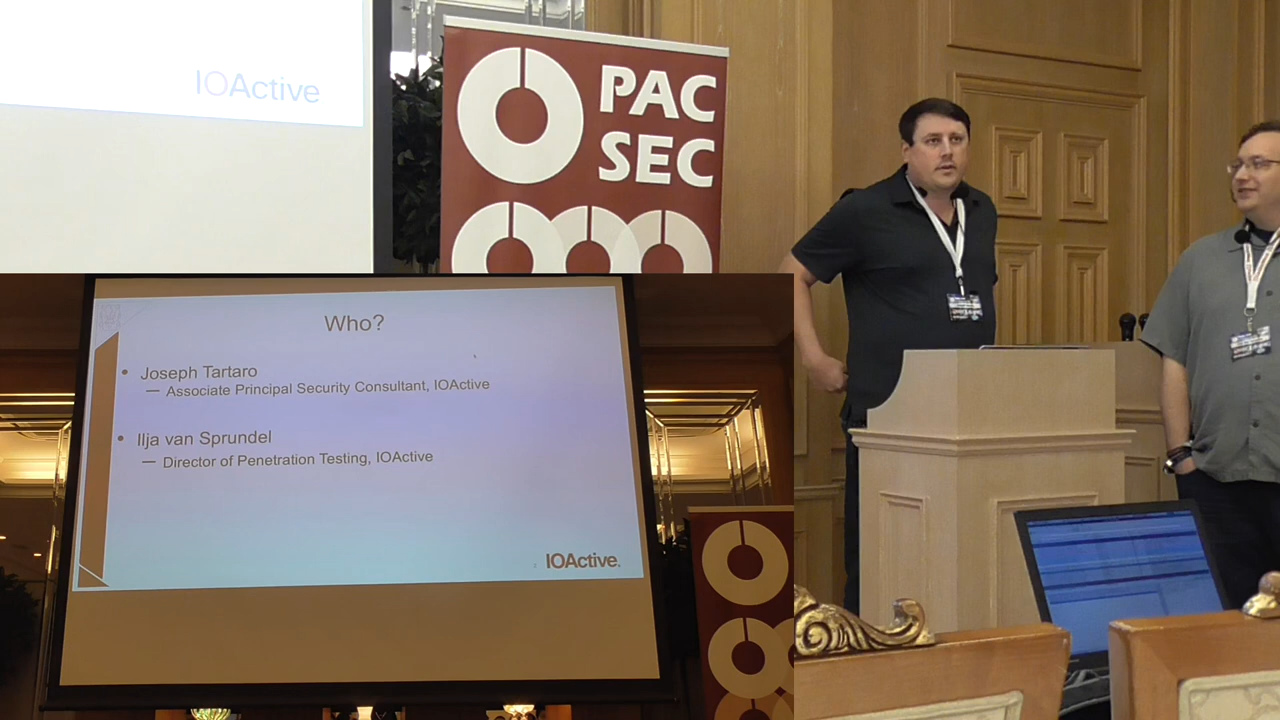 IOActive
PAC
SEC
Who?
• Joseph Tartaro
— Associate Principal Security Consultant, IOActive
• Ilja van Sprundel
— Director of Penetration Testing, IOActive
IOActive.